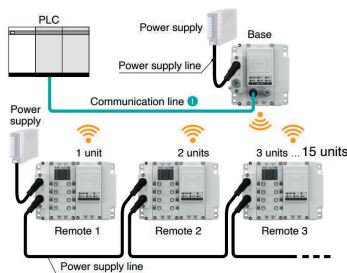 PLC
Power supply
Base
Power supply line
Communication line 1
Power
supply
1 unit
2 units
3 units ... 15 units
Remote 1
Remote 2
Remote 3
Power supply line